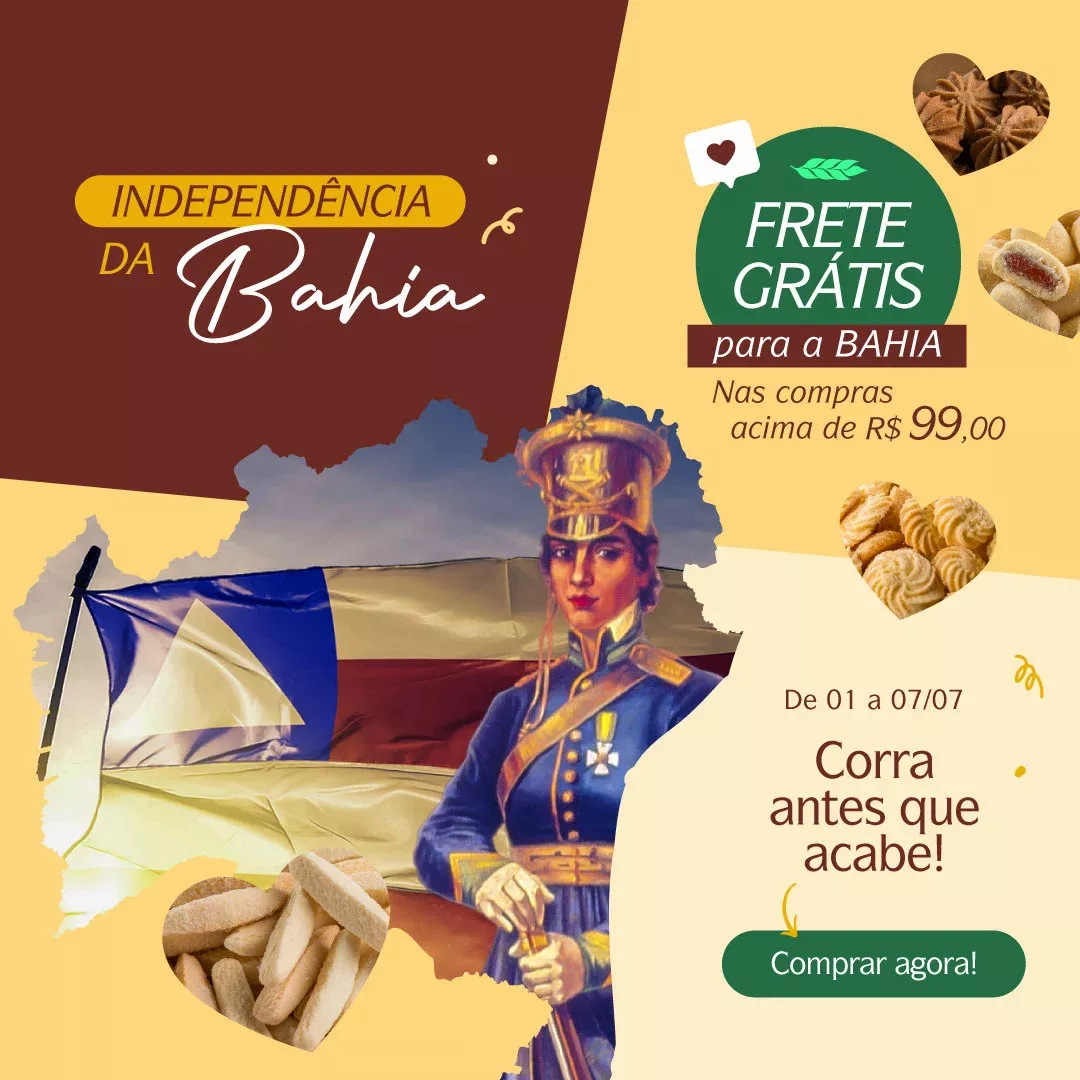 INDEPENDÊNCIA
DA Bahia
FRETE
GRÁTIS
para a BAHIA
Nas compras
acima de R$ 99,00
De 01 a 07/07
Corra
antes que
acabe!
Comprar agora!